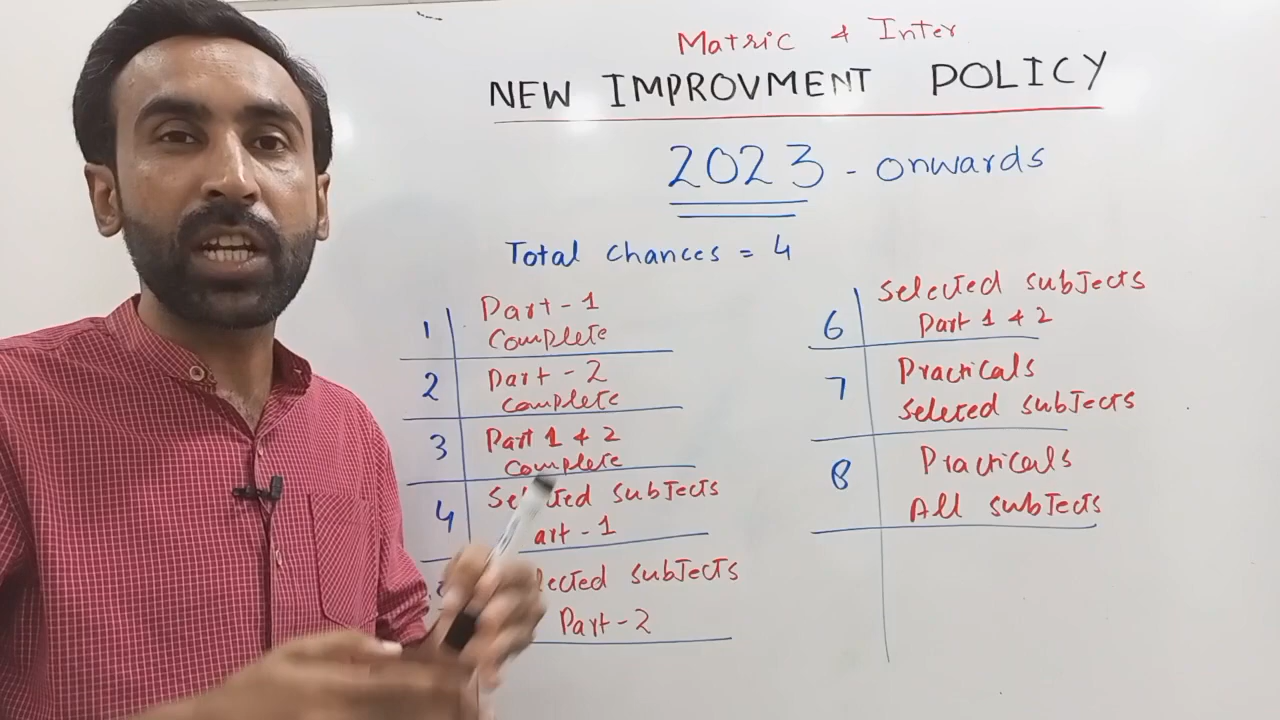 Matric & Inter
NEW IMPROVMENT POLICY
2023 - onwards
Total chances = 4
1 Part - 1
complete
2 Part - 2
complete
3 Part 1 & 2
complete
4 subjects
- 1
subjects
Part - 2
6 selected subjects
Part 1 & 2
7 Practicals
seleted subjects
8 Practicals
All subjects